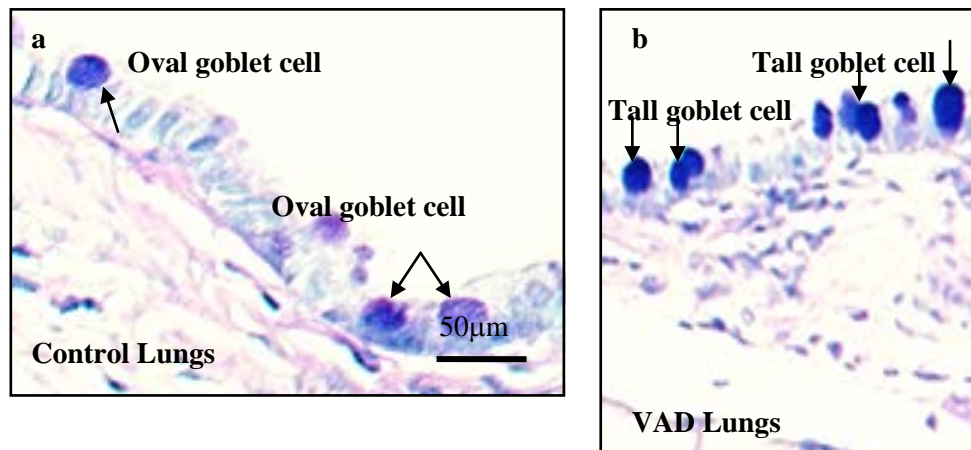 a
Oval goblet cell
Oval goblet cell
50µm
Control Lungs
b
Tall goblet cell
Tall goblet cell
VAD Lungs